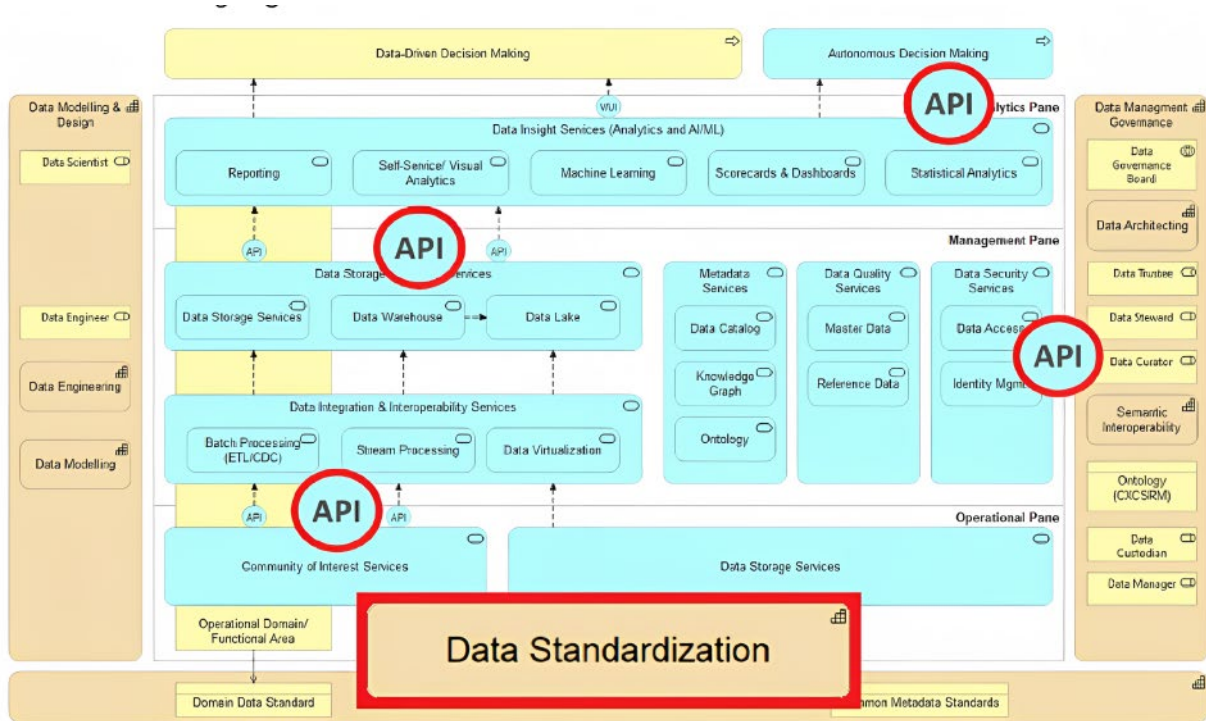 Data-Driven Decision Making
Autonomous Decision Making
Data Modelling &
Design
Data Scientist
Data Engineer
Data Engineering
Data Modelling
WUI
API
Analytics Pane
Data Insight Services (Analytics and AI/ML)
Reporting
Self-Service/ Visual
Analytics
Machine Learning
Scorecards & Dashboards
Statistical Analytics
API
API
API
Management Pane
Data Storage
Services
Data Storage Services
Data Warehouse
Data Lake
Metadata
Services
Data Catalog
Knowledge
Graph
Ontology
Data Quality
Services
Master Data
Reference Data
Data Security
Services
Data Access
Identity Mgmt
API
Data Integration & Interoperability Services
Batch Processing
(ETL/CDC)
Stream Processing
Data Virtualization
API
API
API
Operational Pane
Community of Interest Services
Data Storage Services
Operational Domain/
Functional Area
Data Standardization
Domain Data Standard
Common Metadata Standards
Data Managment
Governance
Data
Governance
Board
Data Architecting
Data Trustee
Data Steward
Data Curator
Semantic
Interoperability
Ontology
(CXCSIRM)
Data
Custodian
Data Manager